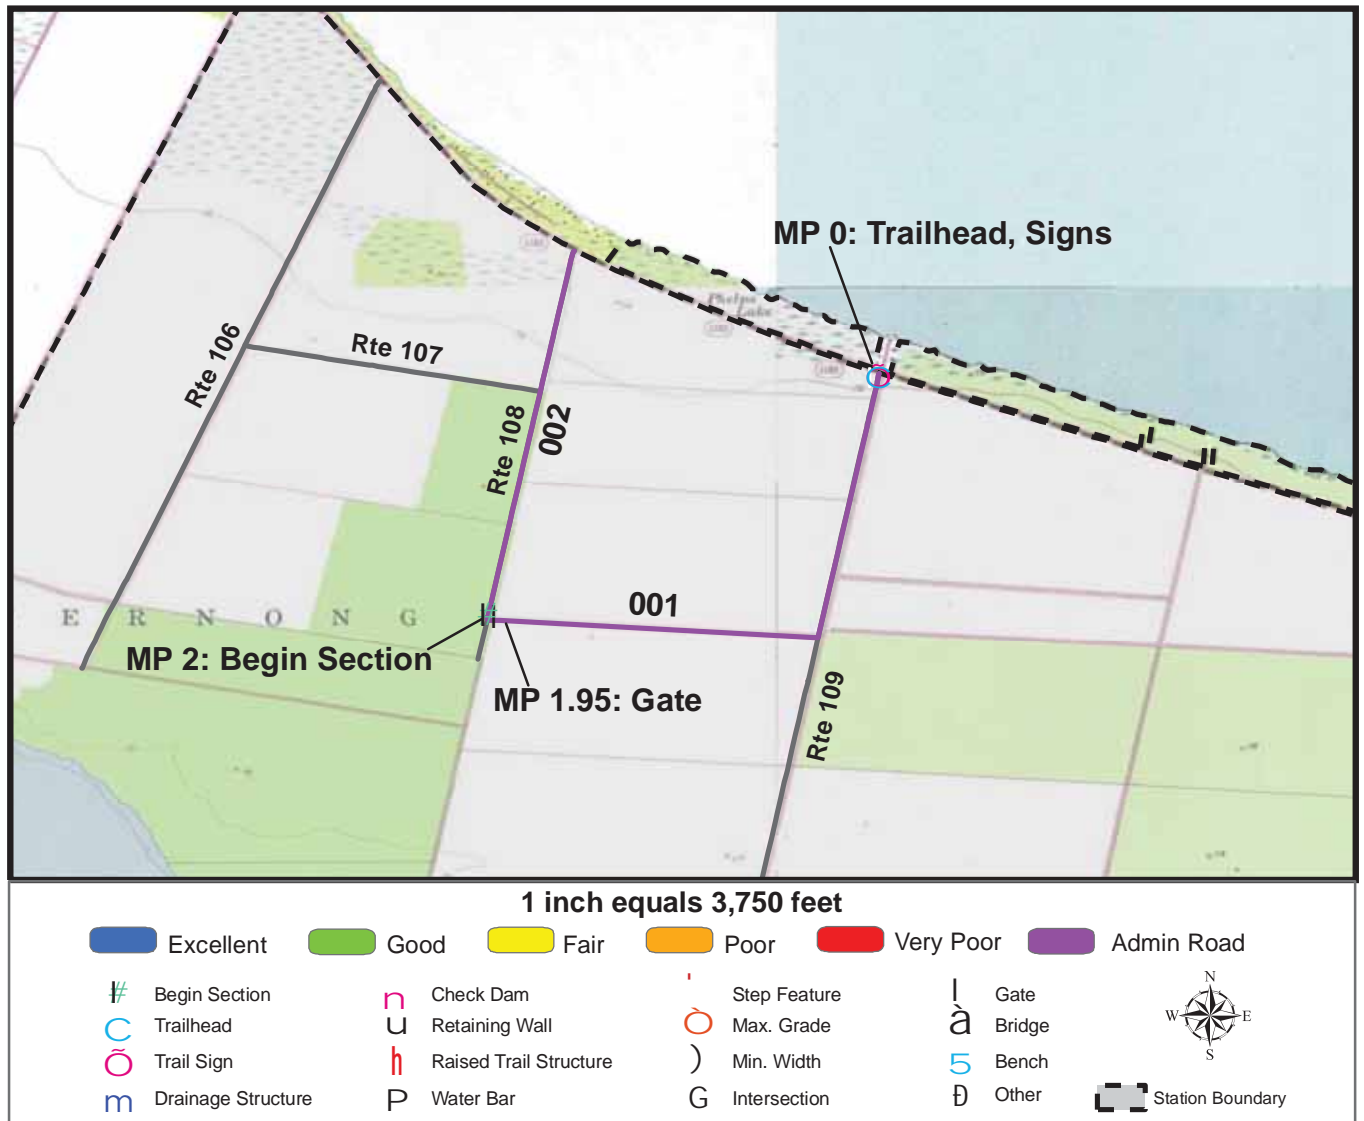 MP 0: Trailhead, Signs
Phelps
Lake
Rte 106
Rte 107
Rte 108
002
001
E R N O N G
MP 2: Begin Section
MP 1.95: Gate
Rte 109
1 inch equals 3,750 feet
Excellent
Good
Fair
Poor
Very Poor
Admin Road
Begin Section
Trailhead
Trail Sign
Drainage Structure
Check Dam
Retaining Wall
Raised Trail Structure
Water Bar
Step Feature
Max. Grade
Min. Width
Intersection
Gate
Bridge
Bench
Other
N
W E
S
Station Boundary